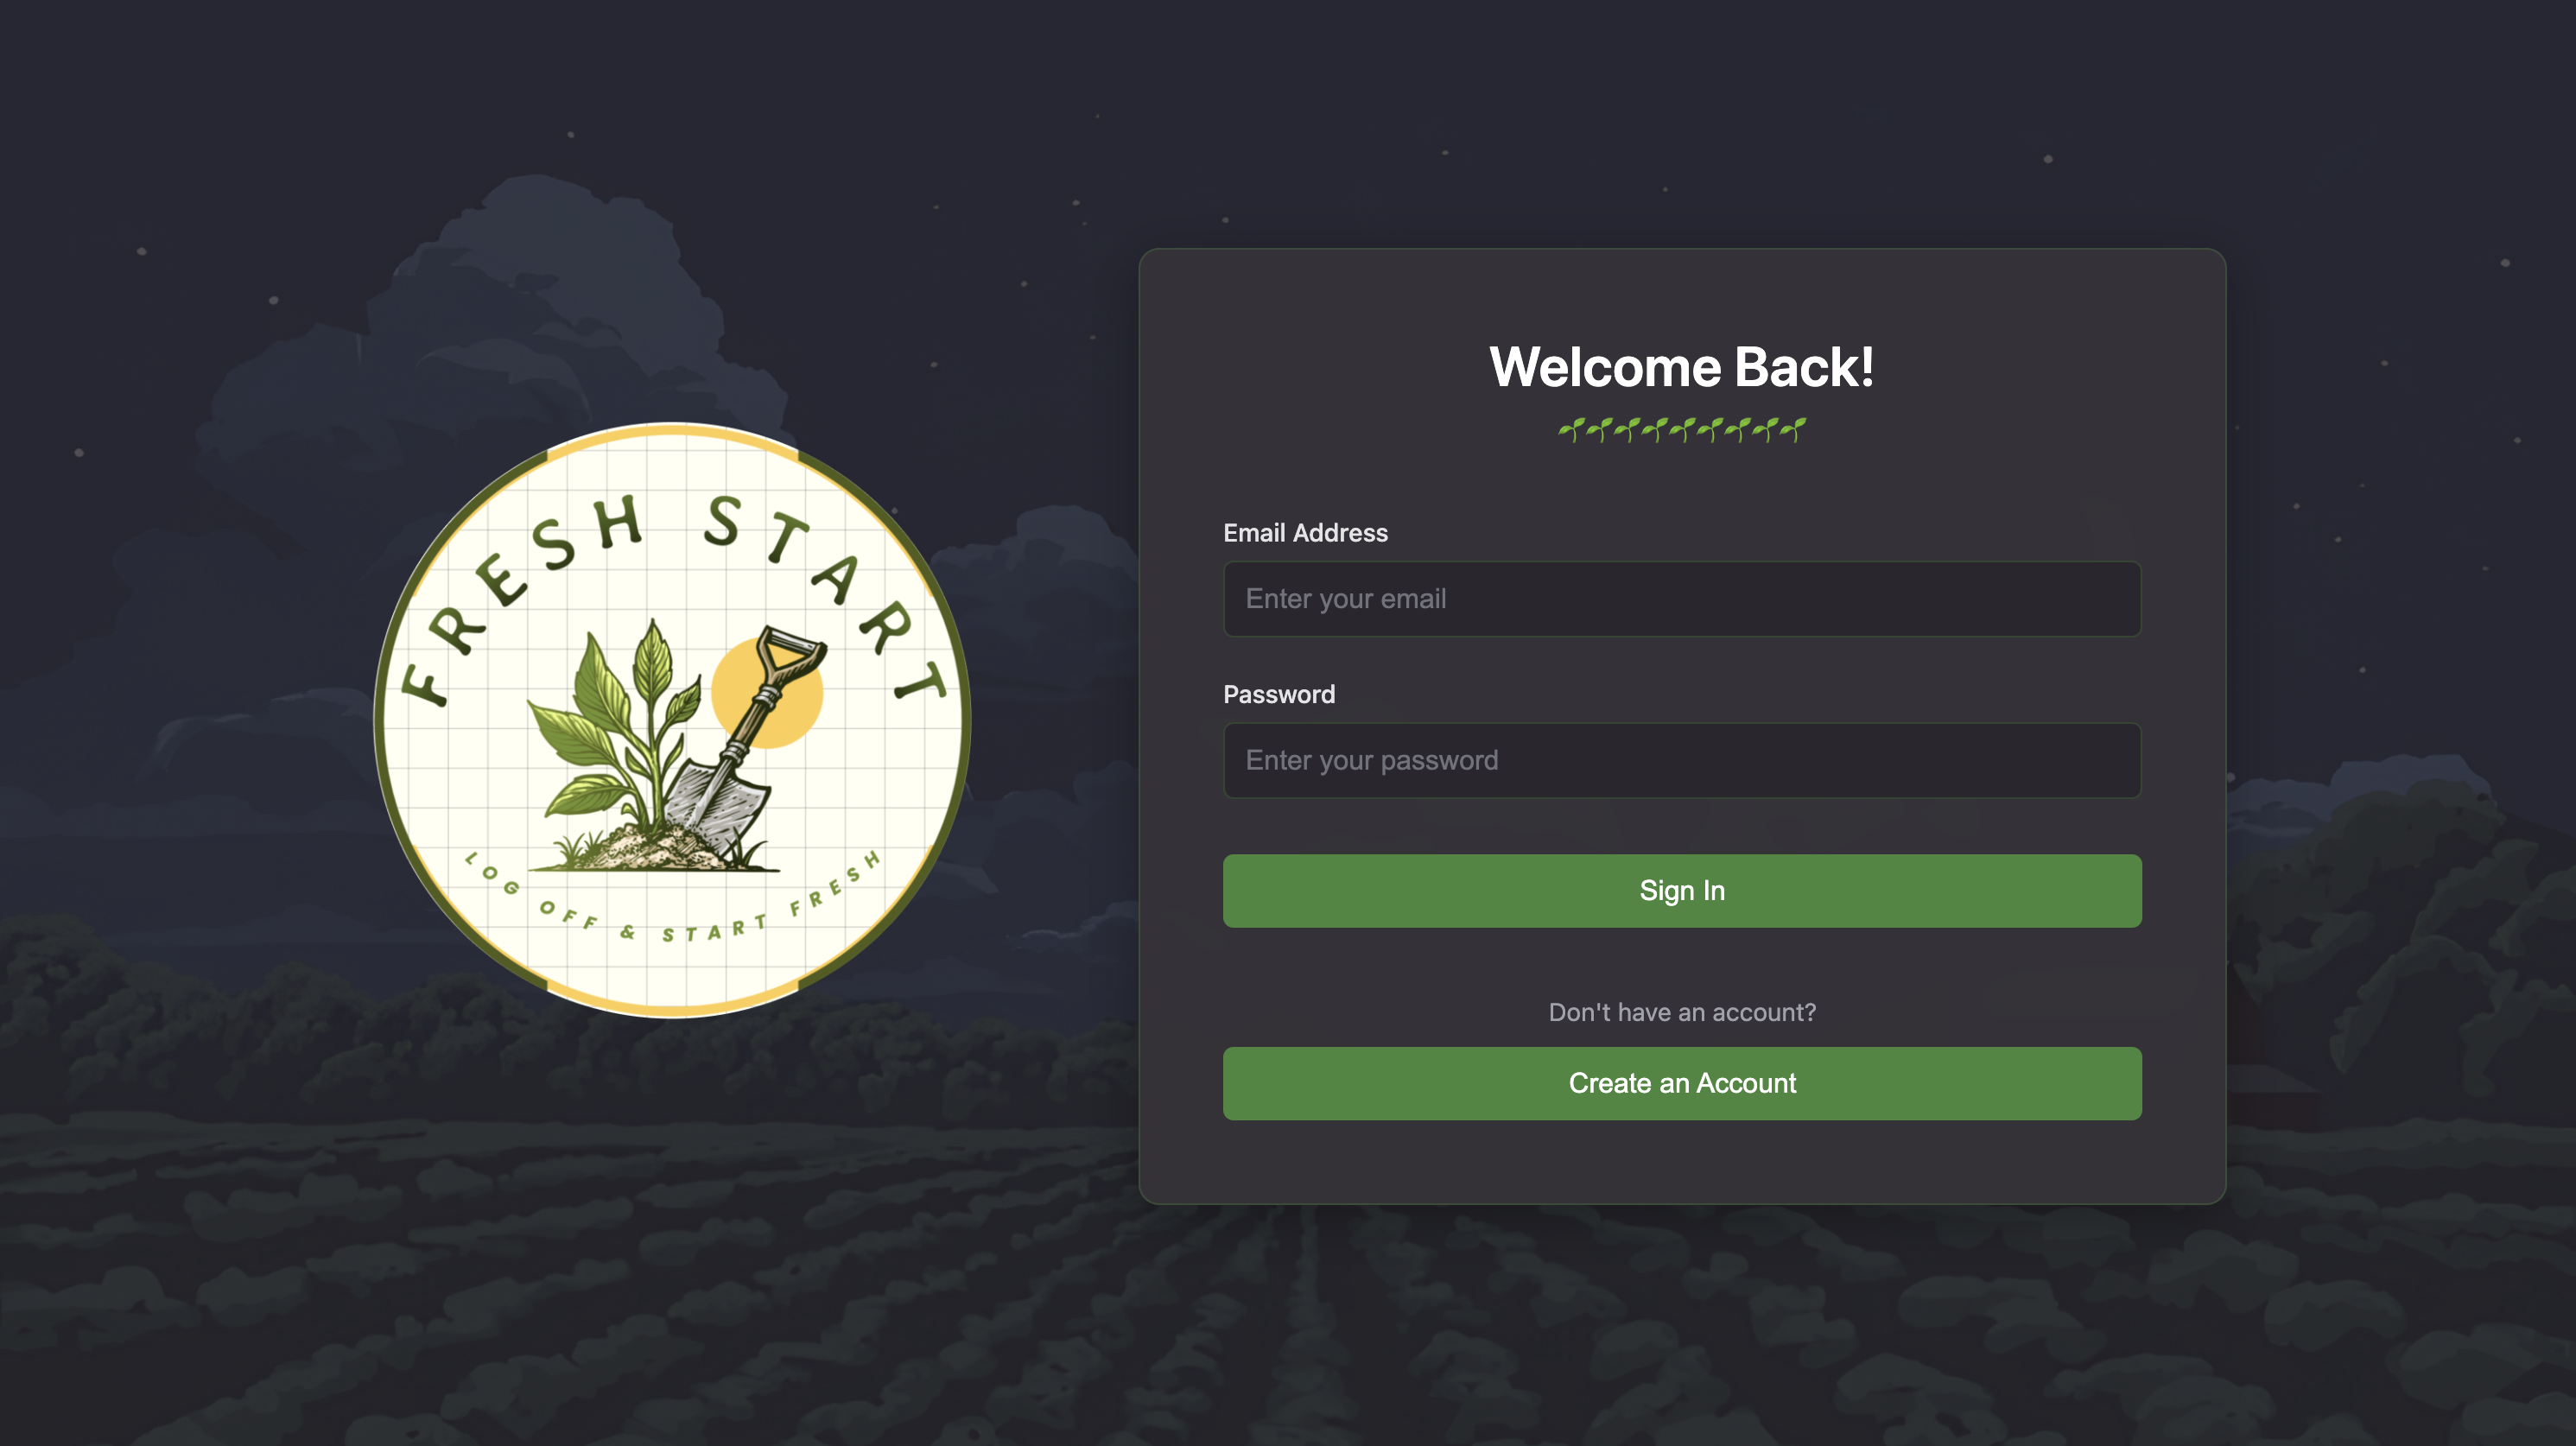 FRESH START
LOG OFF & START FRESH
Welcome Back!
Email Address
Enter your email
Password
Enter your password
Sign In
Don't have an account?
Create an Account